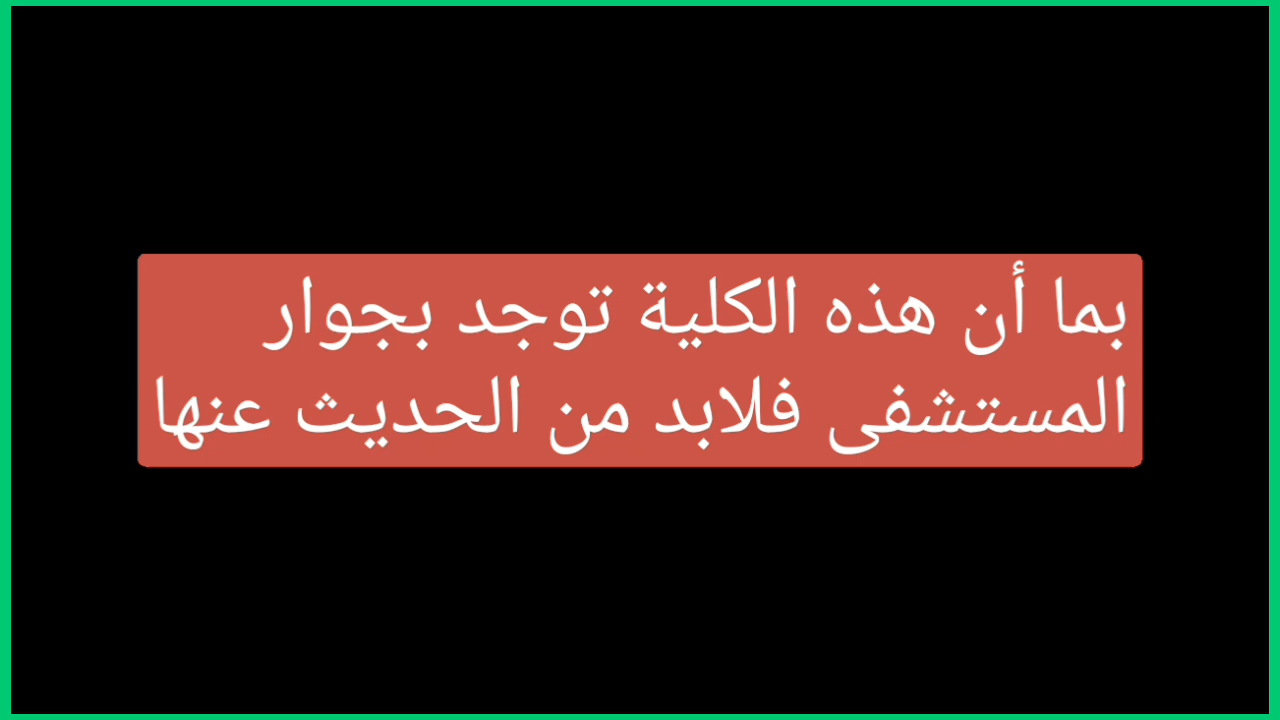 بما أن هذه الكلية توجد بجوار
المستشفى فلابد من الحديث عنها